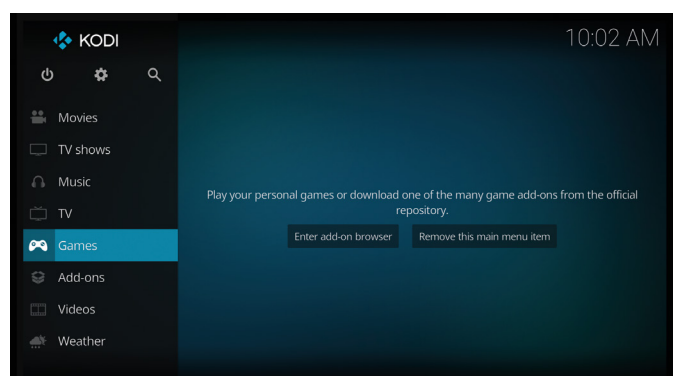 KODI
10:02 AM
Movies
TV shows
Music
TV
Games
Add-ons
Videos
Weather
Play your personal games or download one of the many game add-ons from the official
repository.
Enter add-on browser
Remove this main menu item